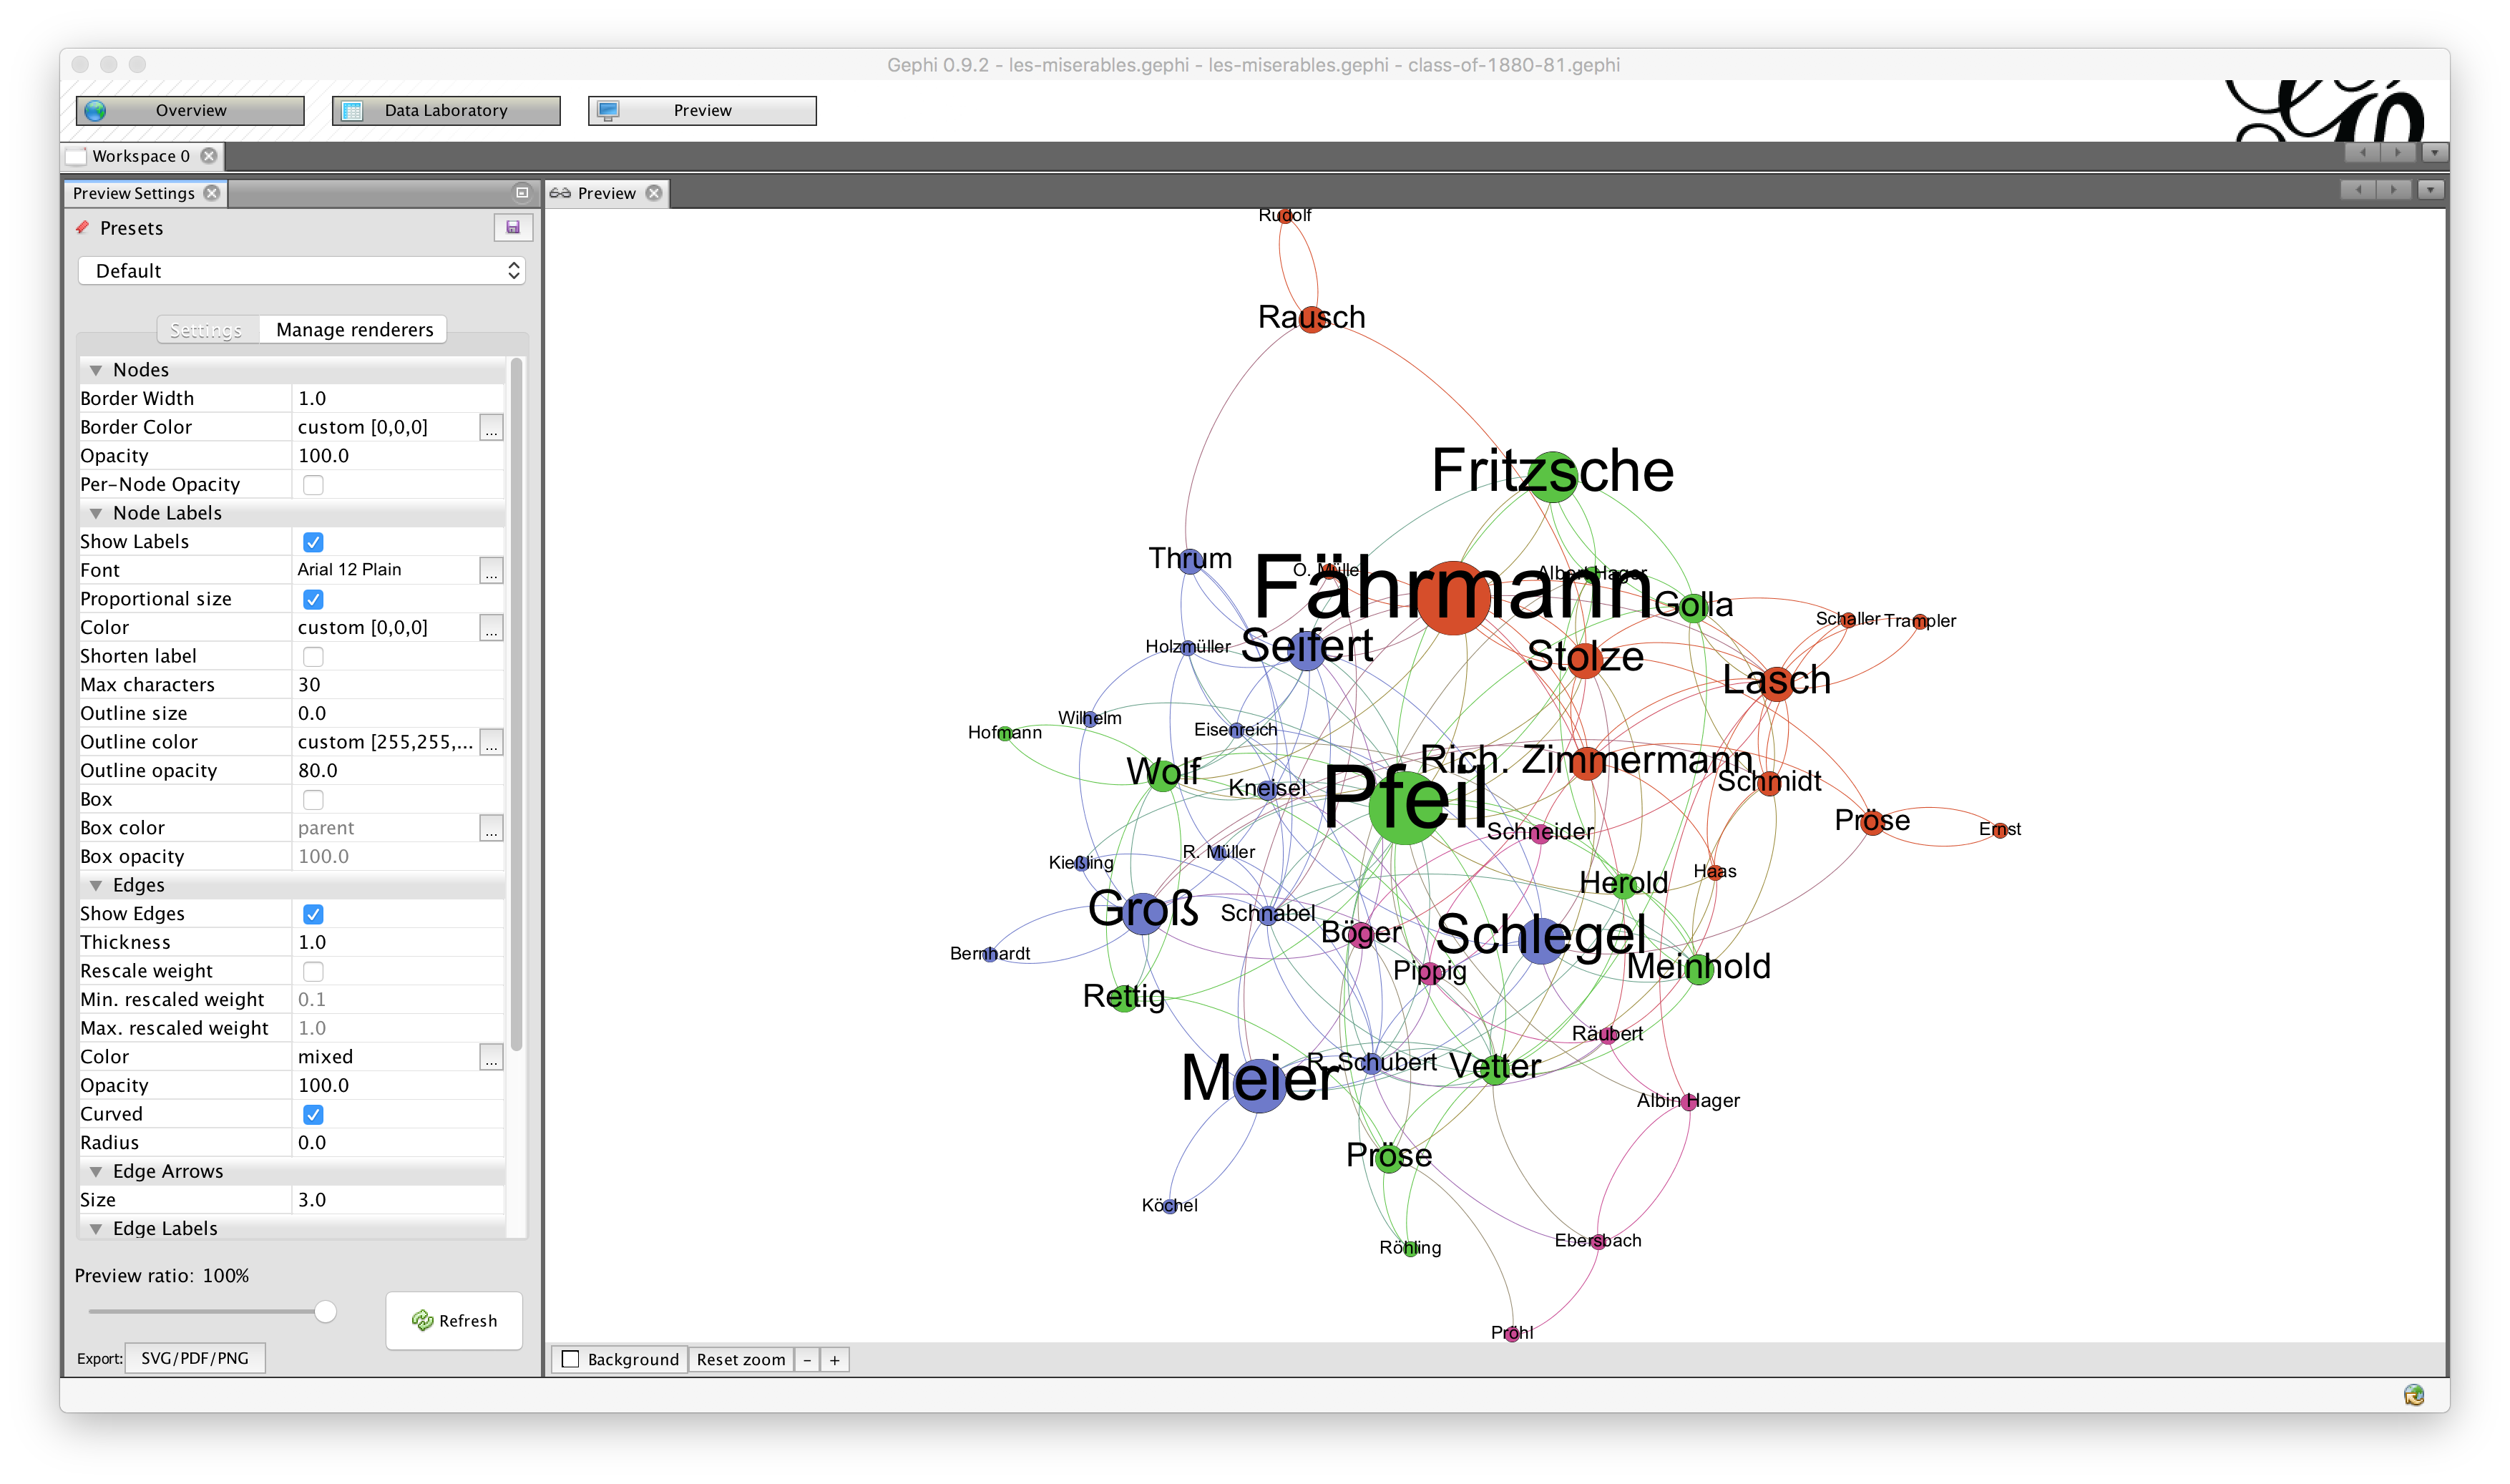 Gephi 0.9.2 - les-miserables.gephi - les-miserables.gephi - class-of-1880-81.gephi
Overview
Data Laboratory
Preview
Workspace 0
Preview Settings
Presets
Default
Settings
Manage renderers
Nodes
Border Width 1.0
Border Color custom [0,0,0] ...
Opacity 100.0
Per-Node Opacity
Node Labels
Show Labels
Font Arial 12 Plain ...
Proportional size
Color custom [0,0,0] ...
Shorten label
Max characters 30
Outline size 0.0
Outline color custom [255,255,... ...
Outline opacity 80.0
Box
Box color parent ...
Box opacity 100.0
Edges
Show Edges
Thickness 1.0
Rescale weight
Min. rescaled weight 0.1
Max. rescaled weight 1.0
Color mixed ...
Opacity 100.0
Curved
Radius 0.0
Edge Arrows
Size 3.0
Edge Labels
Preview ratio: 100%
Refresh
Export: SVG/PDF/PNG
Preview
Rudolf
Rausch
Fritzsche
Thrum
O. Müller
Fährmann
Albert Hager
Golla
Schaller
Trampler
Holzmüller
Seifert
Stolze
Lasch
Wilhelm
Hofmann
Eisenreich
Wolf
Kneisel
Pfeil
Rich. Zimmermann
Schmidt
Schneider
Pröse
Ernst
Kießling
R. Müller
Haas
Herold
Groß
Schnabel
Böger
Schlegel
Bernhardt
Pippig
Meinhold
Rettig
Räubert
Meier
R. Schubert
Vetter
Albin Hager
Pröse
Köchel
Röhling
Ebersbach
Pröhl
Background
Reset zoom
-
+